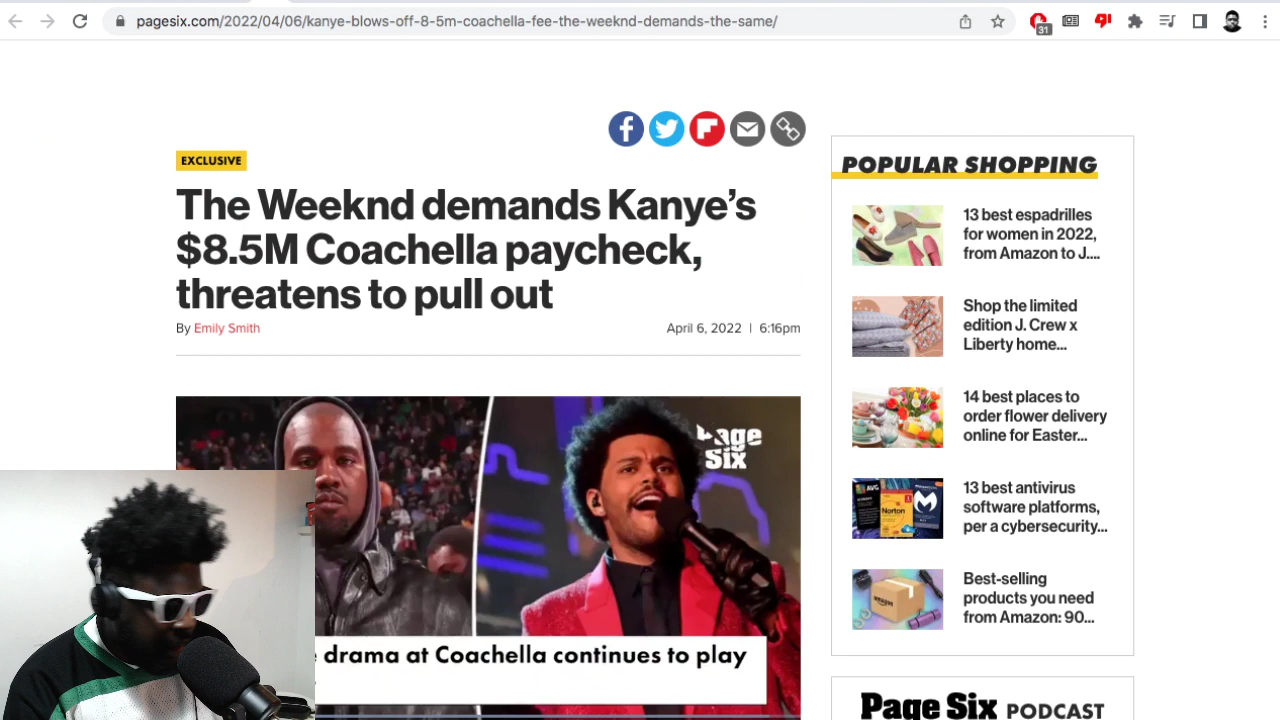 pagesix.com/2022/04/06/kanye-blows-off-8-5m-coachella-fee-the-weeknd-demands-the-same/
31
EXCLUSIVE
The Weeknd demands Kanye's
$8.5M Coachella paycheck,
threatens to pull out
By Emily Smith
April 6, 2022 | 6:16pm
Page
Six
drama at Coachella continues to play
POPULAR SHOPPING
13 best espadrilles
for women in 2022,
from Amazon to J....
Shop the limited
edition J. Crew x
Liberty home...
14 best places to
order flower delivery
online for Easter...
AVG
Norton
13 best antivirus
software platforms,
per a cybersecurity...
amazon
Best-selling
products you need
from Amazon: 90...
Page Six PODCAST